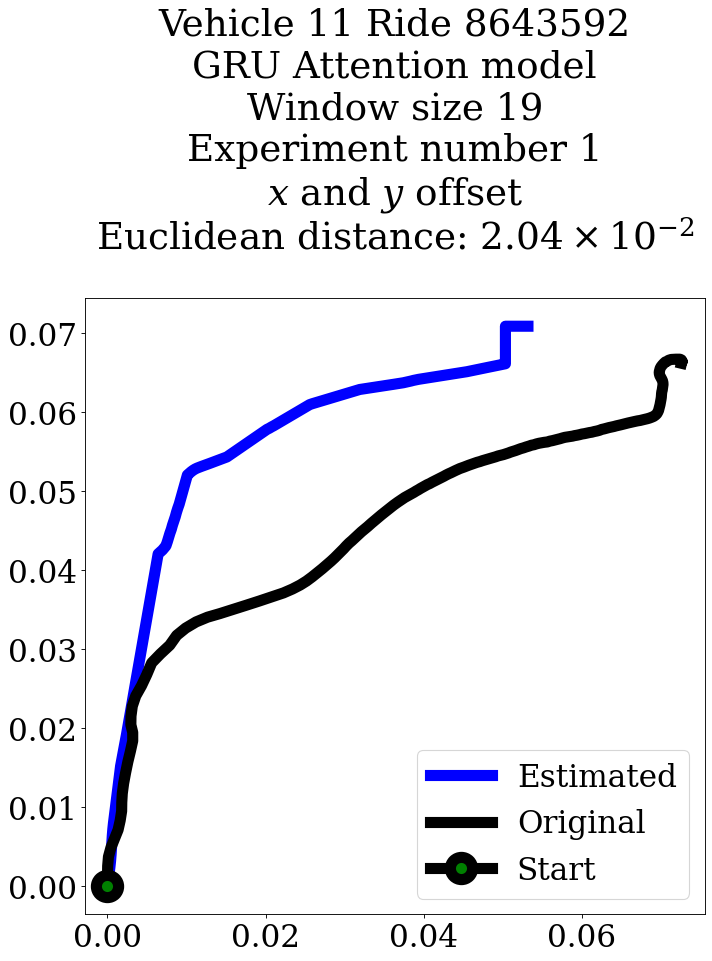 Vehicle 11 Ride 8643592
GRU Attention model
Window size 19
Experiment number 1
x and y offset
Euclidean distance: 2.04 × 10⁻²
0.07
0.06
0.05
0.04
0.03
0.02
0.01
0.00
Estimated
Original
Start
0.00 0.02 0.04 0.06